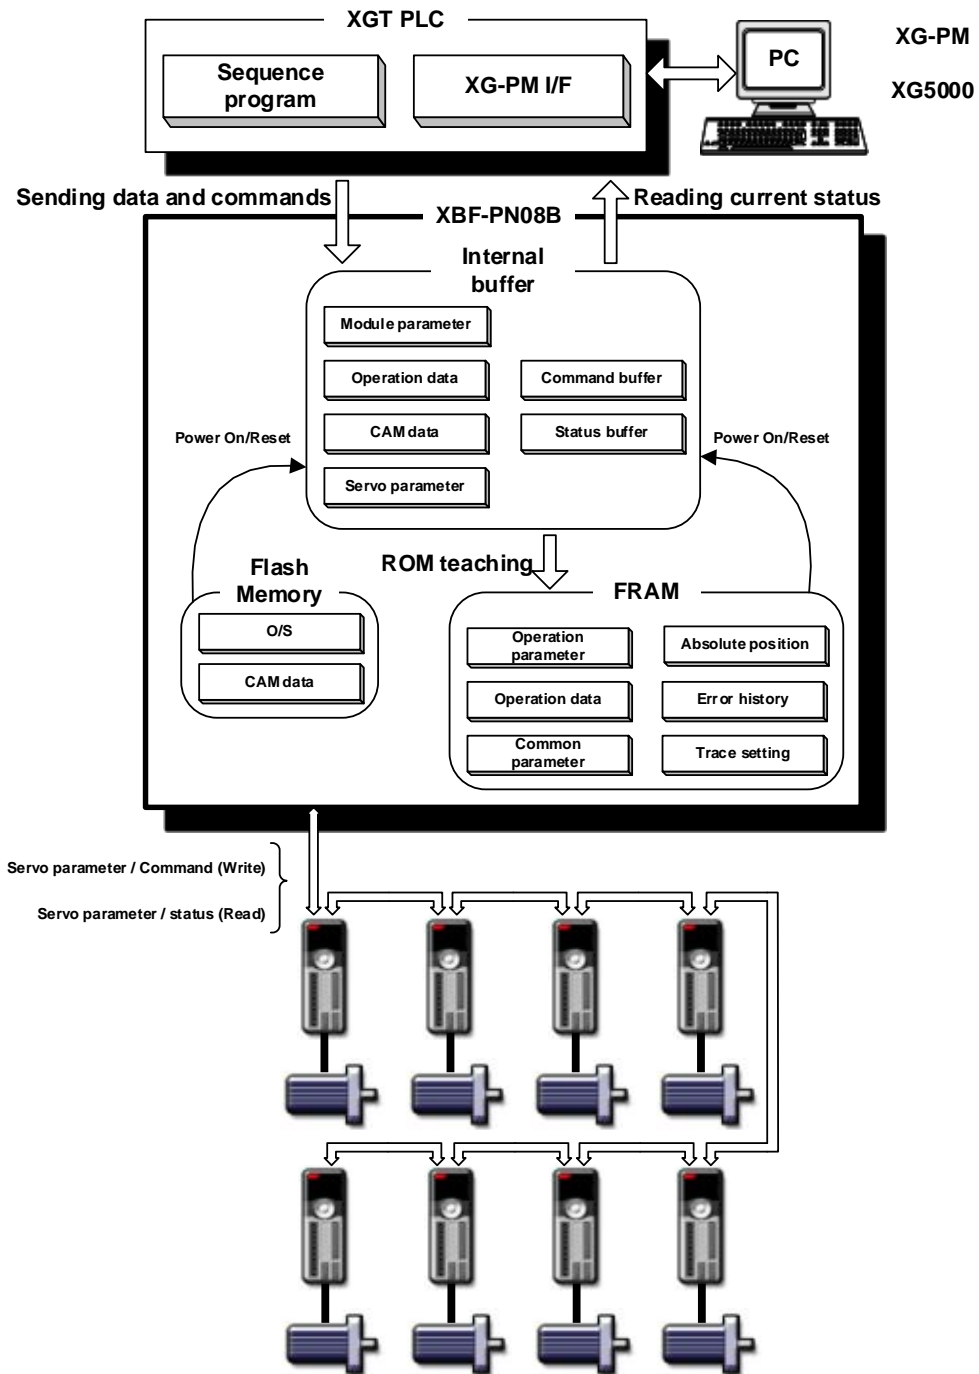 XGT PLC
Sequence
program
XG-PM I/F
PC
XG-PM
XG5000
Sending data and commands
Reading current status
XBF-PN08B
Internal
buffer
Module parameter
Operation data
Command buffer
CAM data
Status buffer
Servo parameter
Power On/Reset
Power On/Reset
ROM teaching
Flash
Memory
O/S
CAM data
FRAM
Operation
parameter
Absolute position
Operation data
Error history
Common
parameter
Trace setting
Servo parameter / Command (Write)
Servo parameter / status (Read)